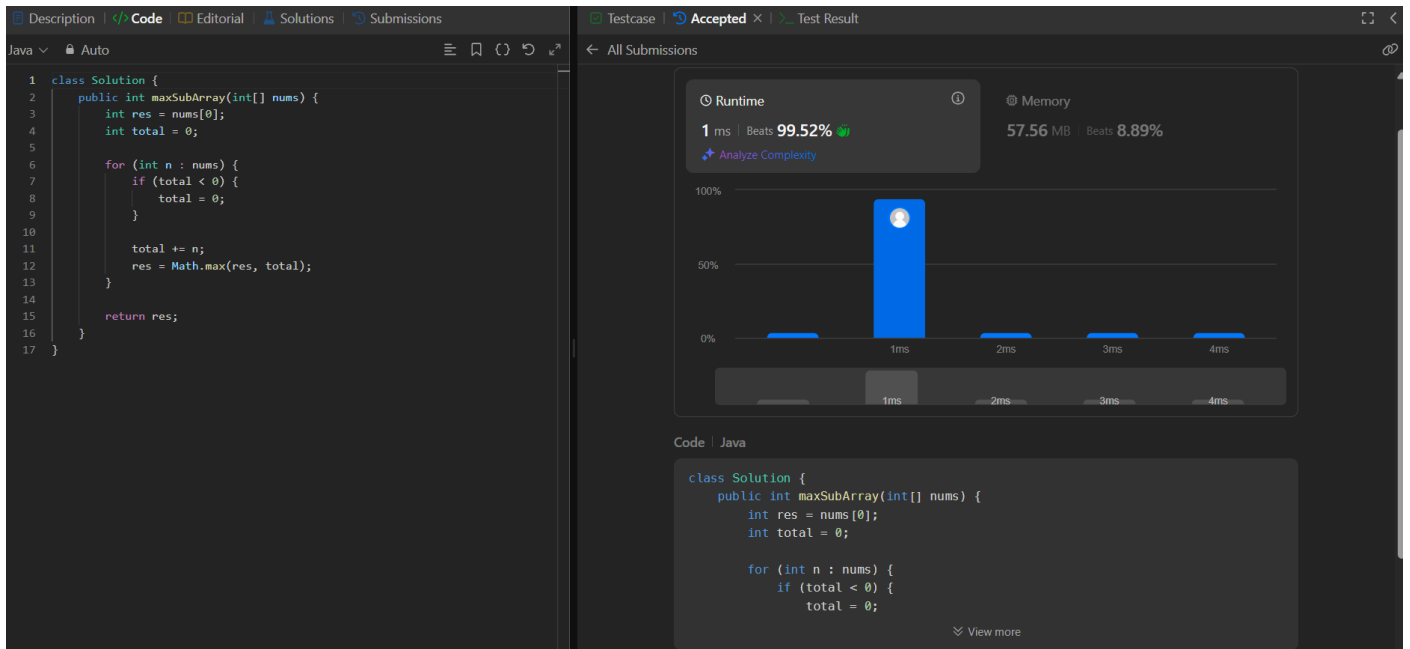 Description | </> Code | Editorial | Solutions | Submissions
Java Auto
1 class Solution {
2     public int maxSubArray(int[] nums) {
3         int res = nums[0];
4         int total = 0;
5
6         for (int n : nums) {
7             if (total < 0) {
8                 total = 0;
9             }
10
11             total += n;
12             res = Math.max(res, total);
13         }
14
15         return res;
16     }
17 }
Testcase | Accepted × | >_ Test Result
← All Submissions
Runtime
1 ms | Beats 99.52%
Analyze Complexity
Memory
57.56 MB | Beats 8.89%
100%
50%
0%
1ms 2ms 3ms 4ms
1ms 2ms 3ms 4ms
Code | Java
class Solution {
    public int maxSubArray(int[] nums) {
        int res = nums[0];
        int total = 0;

        for (int n : nums) {
            if (total < 0) {
                total = 0;
View more